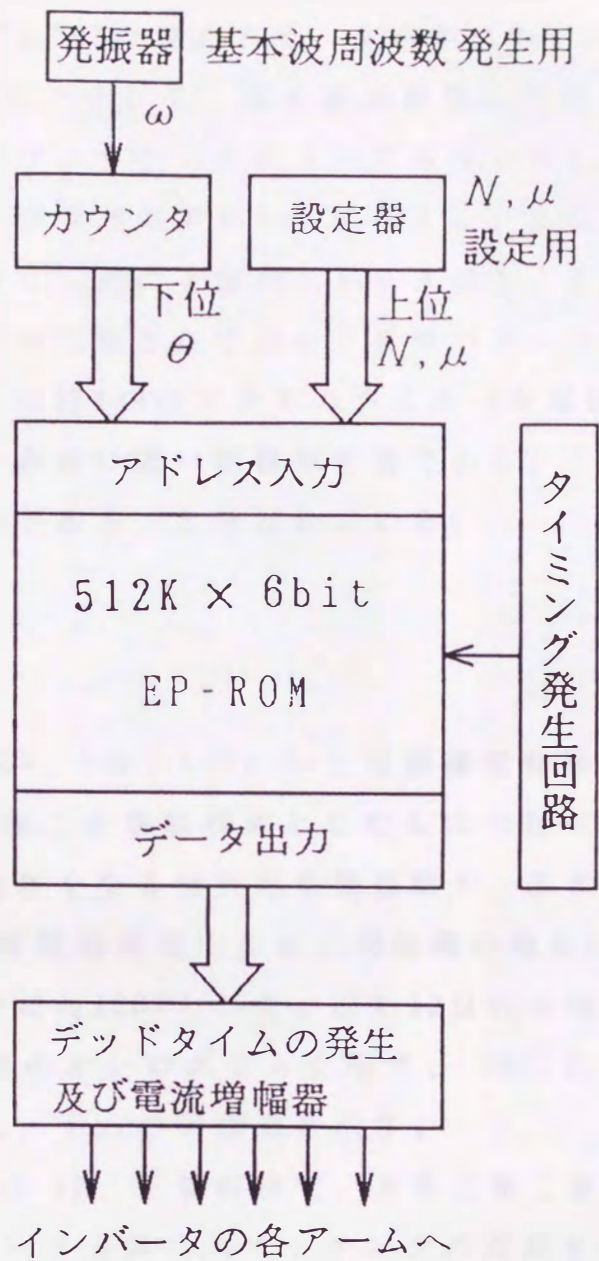 発振器 基本波周波数発生用
ω
カウンタ
設定器
N, μ
設定用
下位
θ
上位
N, μ
アドレス入力
512K × 6bit
EP-ROM
データ出力
タイミング発生回路
デッドタイムの発生
及び電流増幅器
インバータの各アームへ